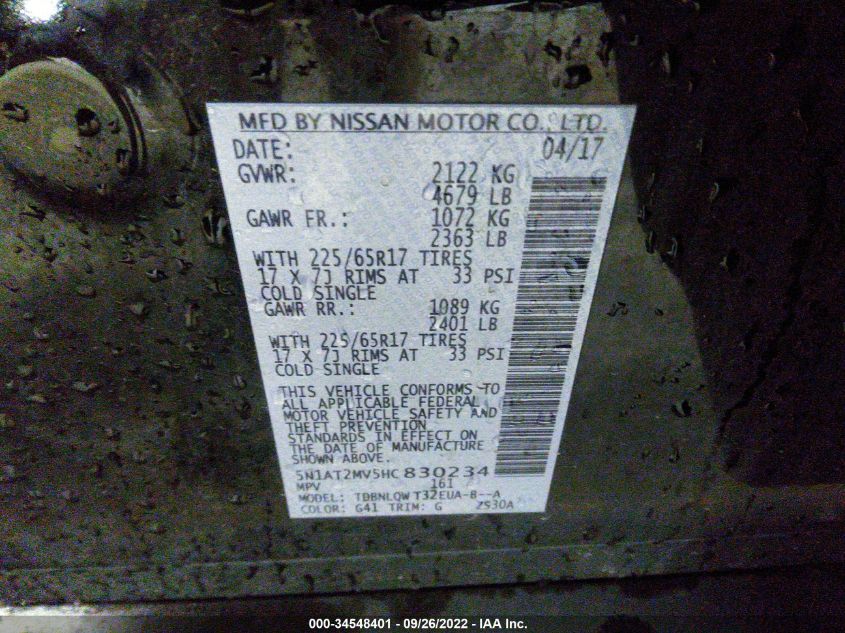 MFD BY NISSAN MOTOR CO., LTD.
DATE: 04/17
GVWR: 2122 KG
4679 LB
GAWR FR.: 1072 KG
2363 LB
WITH 225/65R17 TIRES
17 X 7J RIMS AT 33 PSI
COLD SINGLE
GAWR RR.: 1089 KG
2401 LB
WITH 225/65R17 TIRES
17 X 7J RIMS AT 33 PSI
COLD SINGLE
THIS VEHICLE CONFORMS TO
ALL APPLICABLE FEDERAL
MOTOR VEHICLE SAFETY AND
THEFT PREVENTION
STANDARDS IN EFFECT ON
THE DATE OF MANUFACTURE
SHOWN ABOVE.
5N1AT2MV5HC830234
MPV 161
MODEL: TDBNLQW T32EUA-B--A
COLOR: G41 TRIM: G ZS30A
000-34548401 - 09/26/2022 - IAA Inc.